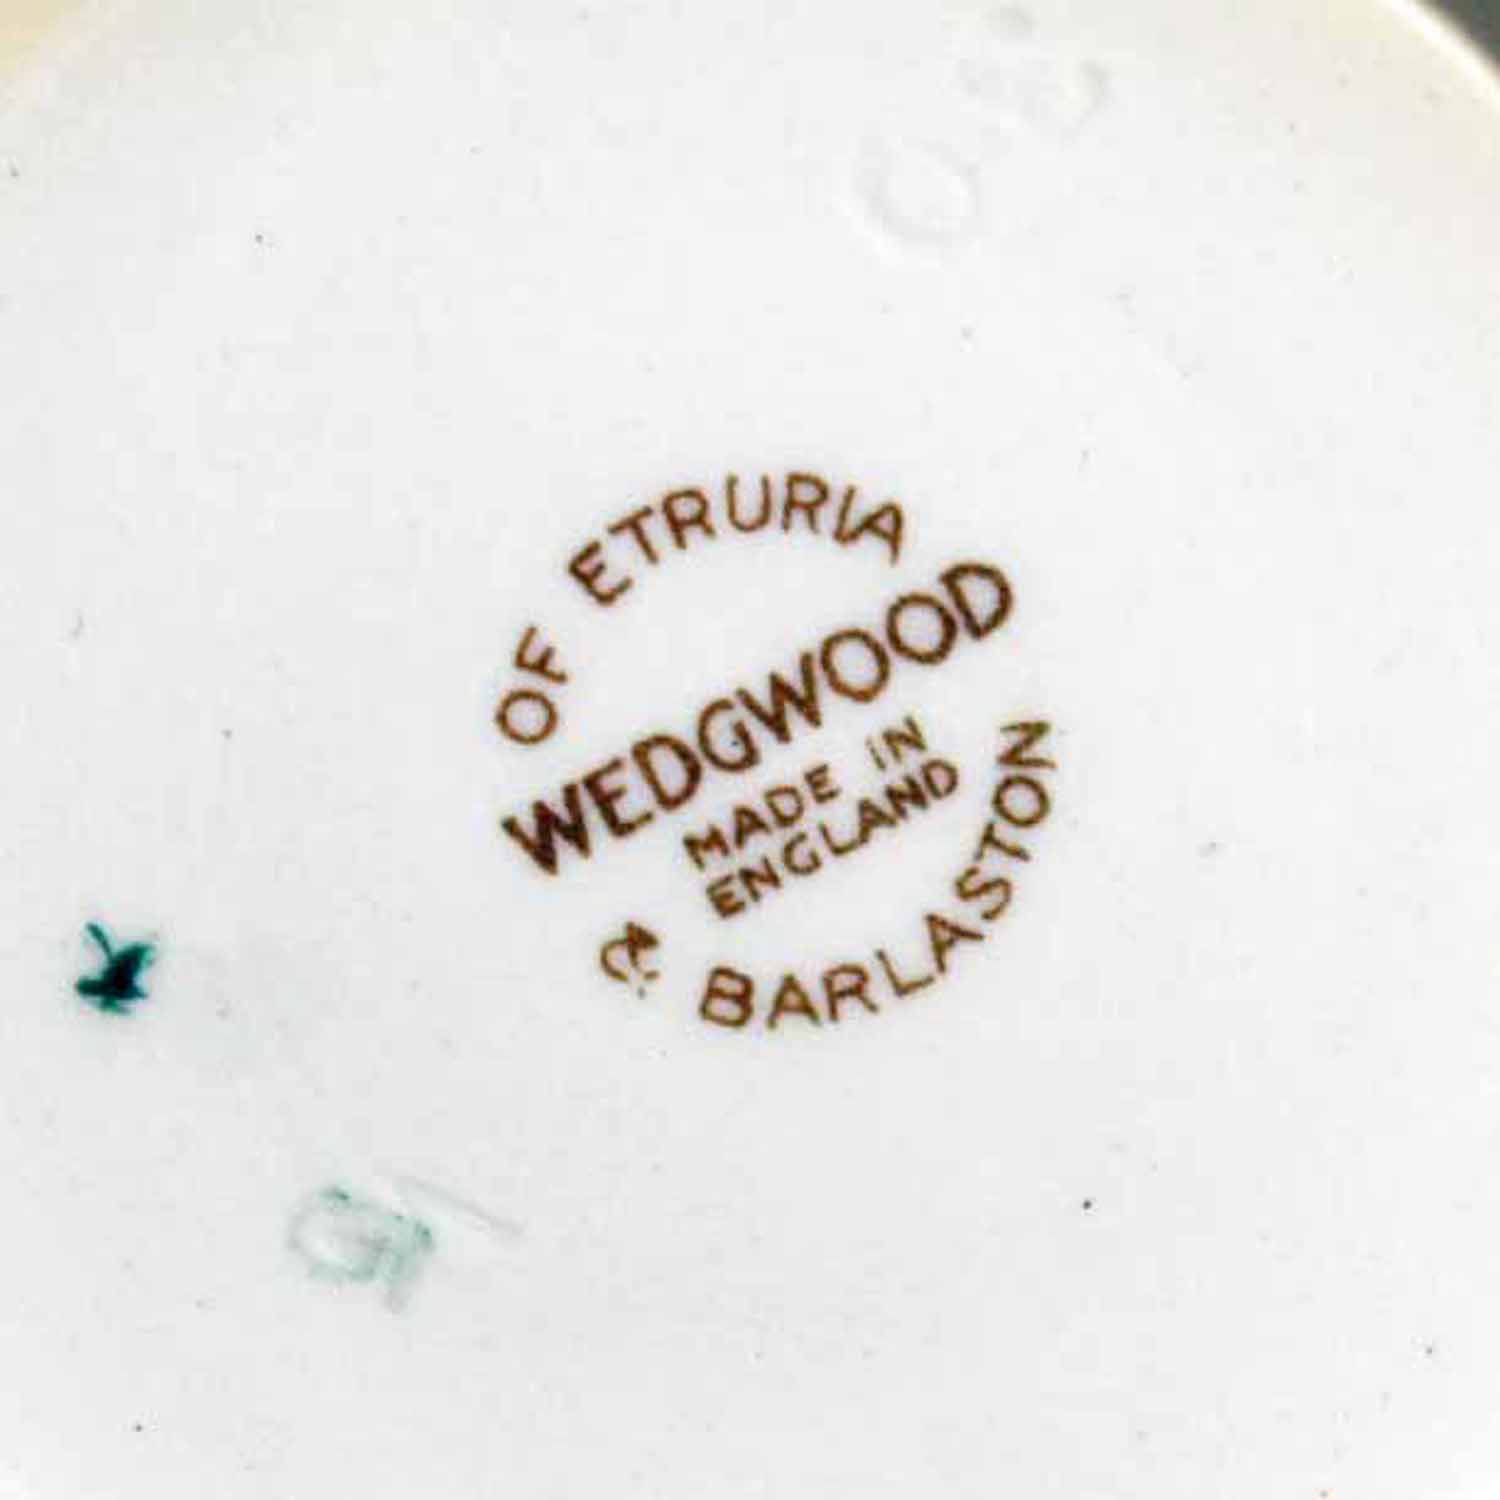 OF ETRURIA
WEDGWOOD
MADE IN
ENGLAND
& BARLASTON